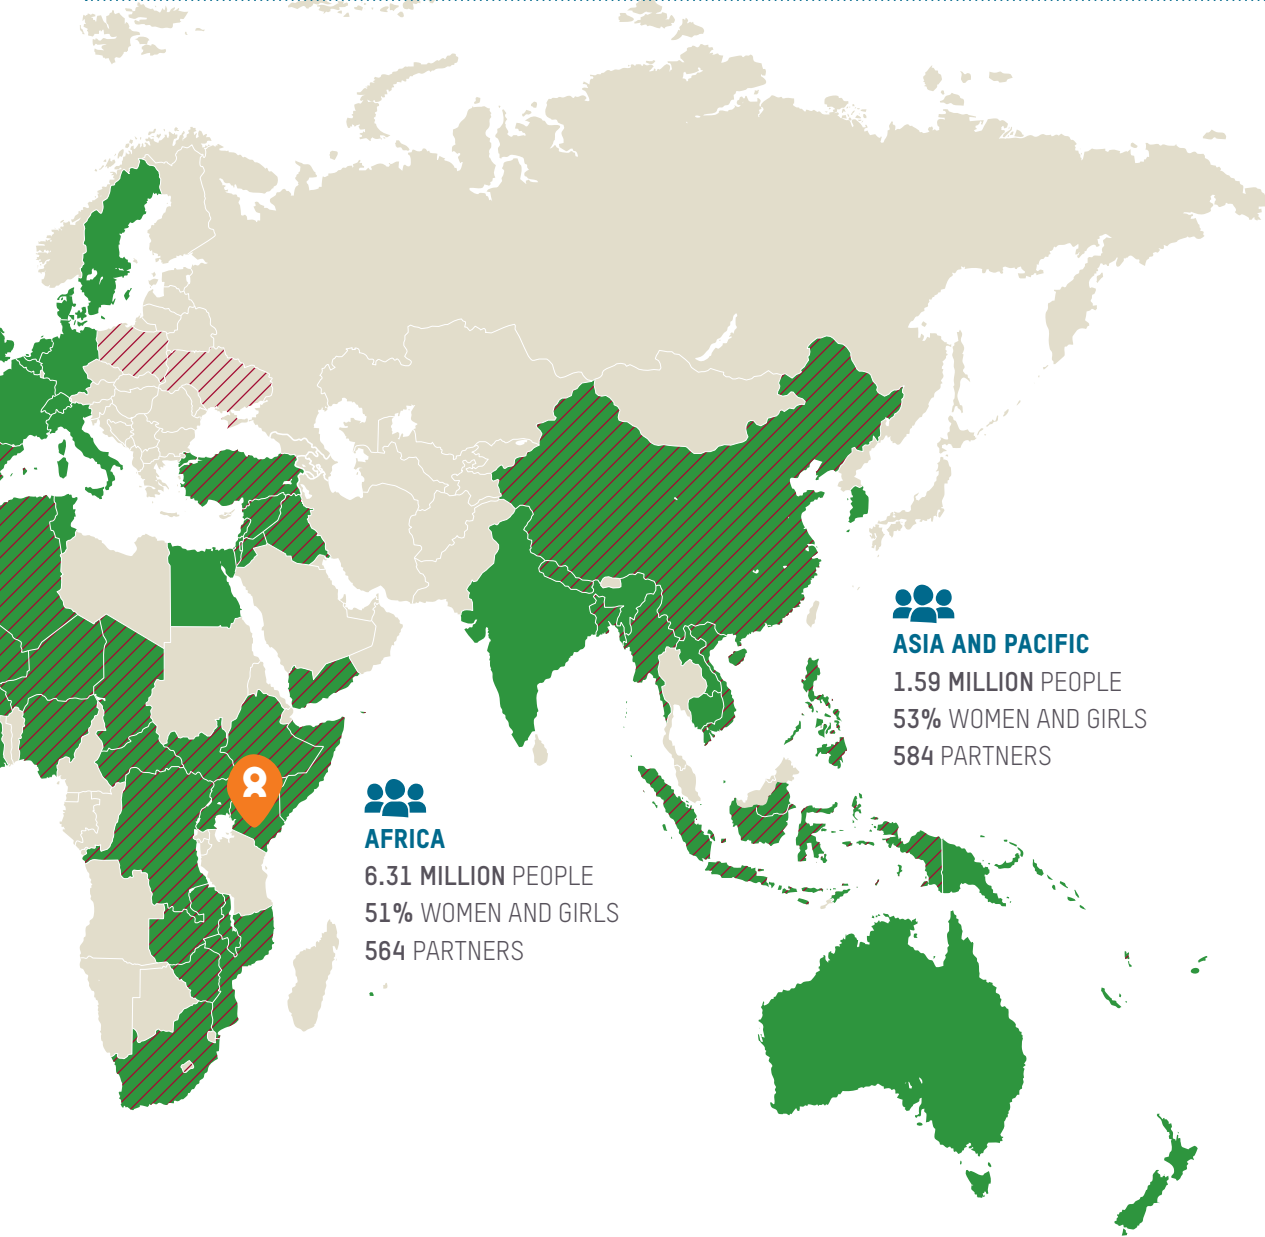 ASIA AND PACIFIC
1.59 MILLION PEOPLE
53% WOMEN AND GIRLS
584 PARTNERS
AFRICA
6.31 MILLION PEOPLE
51% WOMEN AND GIRLS
564 PARTNERS